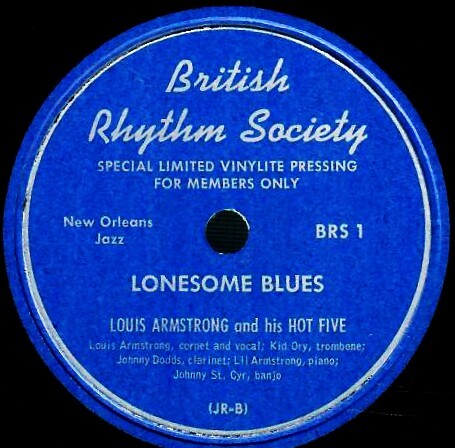 British
Rhythm Society
SPECIAL LIMITED VINYLITE PRESSING
FOR MEMBERS ONLY
New Orleans
Jazz
BRS 1
LONESOME BLUES
LOUIS ARMSTRONG and his HOT FIVE
Louis Armstrong, cornet and vocal; Kid Ory, trombone;
Johnny Dodds, clarinet; Lil Armstrong, piano;
Johnny St. Cyr, banjo
(JR-B)